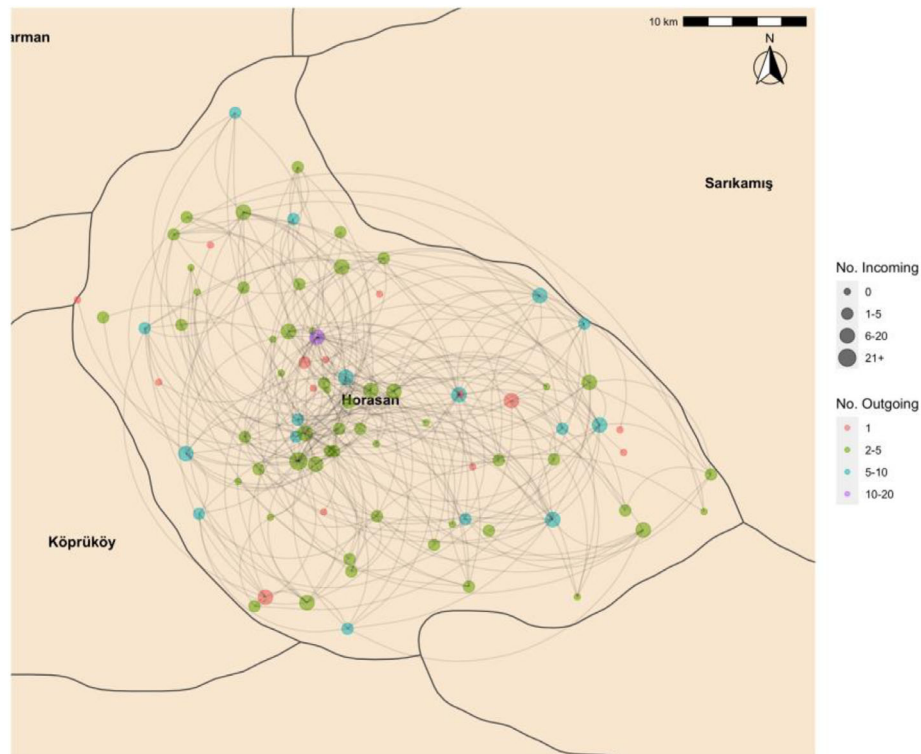 10 km
arman
N
Sarıkamış
Horasan
Köprüköy
No. Incoming
0
1-5
6-20
21+
No. Outgoing
1
2-5
5-10
10-20